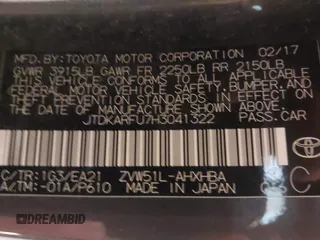 MFD.BY:TOYOTA MOTOR CORPORATION 02/17
GVWR 3915LB GAWR FR 2250LB RR 2150LB
THIS VEHICLE CONFORMS TO ALL APPLICABLE
FEDERAL MOTOR VEHICLE SAFETY, BUMPER, AND
THEFT PREVENTION STANDARDS IN EFFECT ON
THE DATE OF MANUFACTURE SHOWN ABOVE.
JTDKARFU7H3041322 PASS.CAR
C/TR:1G3/EA21 ZVW51L-AHXHBA
A/TM:-01A/P610 MADE IN JAPAN
C
DREAMBID